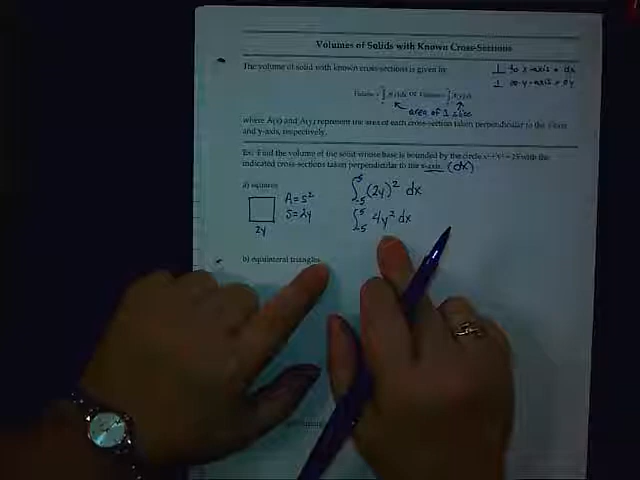 Volumes of Solids with Known Cross-Sections
The volume of solid with known cross-sections is given by
⊥ to x-axis = dx
⊥ to y-axis = dy
area of 1 slice
where A(x) and A(y) represent the area of each cross-section taken perpendicular to the x-axis
and y-axis, respectively.
Ex: Find the volume of the solid whose base is bounded by the circle x² + y² = 25 with the
indicated cross-sections taken perpendicular to the x-axis. (dx)
a) squares
A = s²
s = 2y
2y
∫₋₅⁵ (2y)² dx
∫₋₅⁵ 4y² dx
b) equilateral triangles